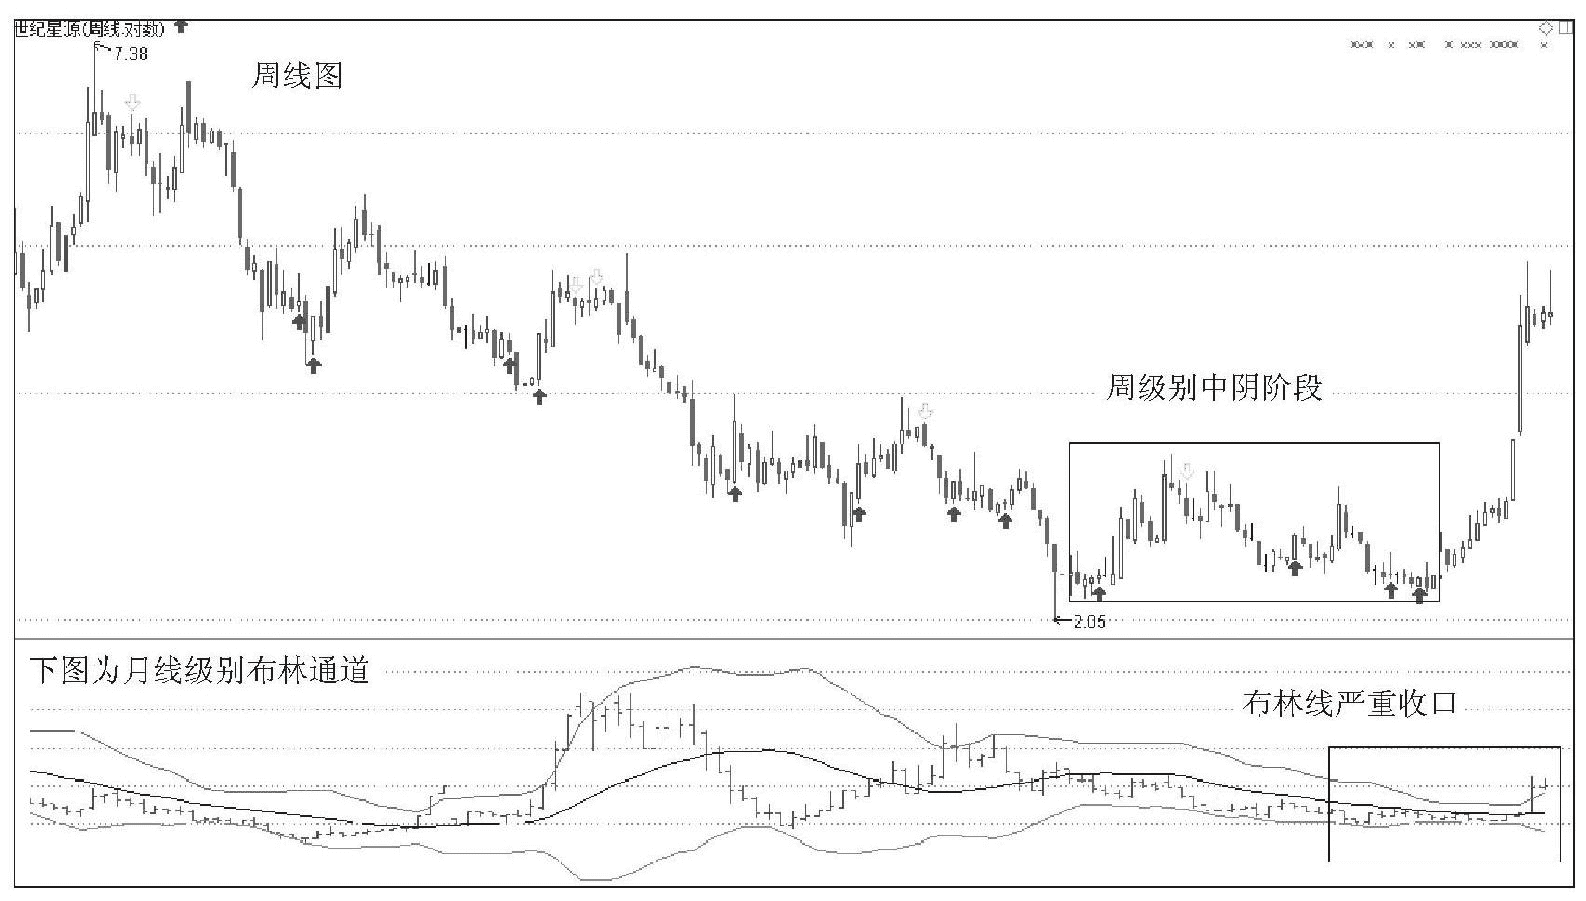 世纪星源(周线.对数)
7.38
周线图
周级别中阴阶段
2.05
下图为月线级别布林通道
布林线严重收口